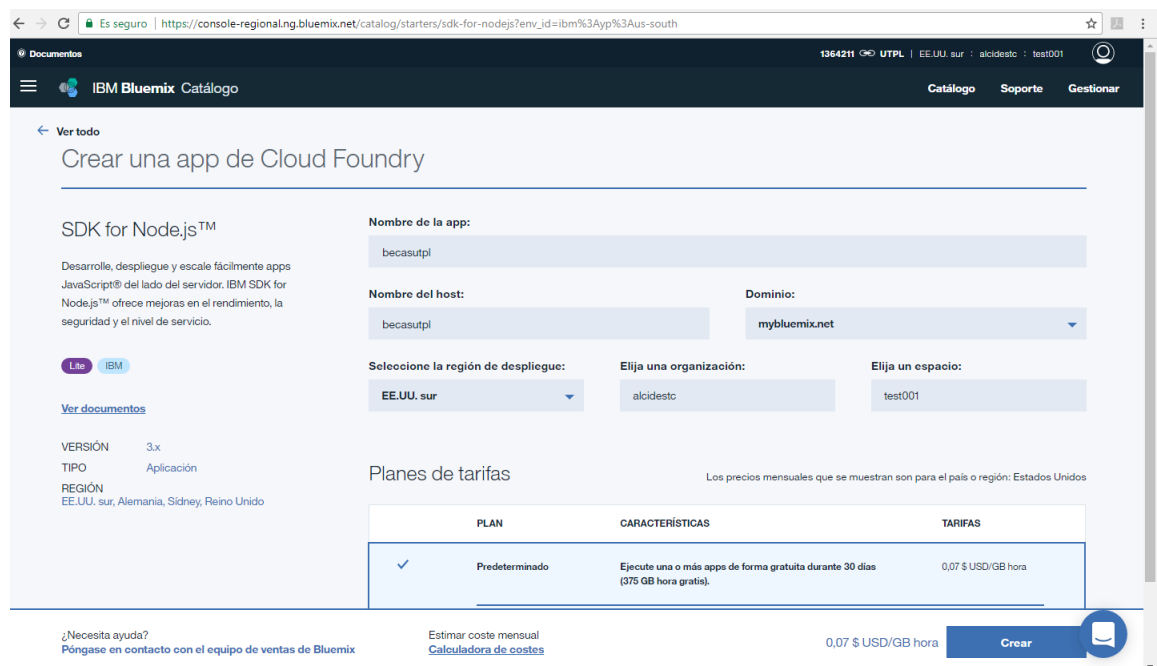 Es seguro | https://console-regional.ng.bluemix.net/catalog/starters/sdk-for-nodejs?env_id=ibm%3Ayp%3Aus-south
Documentos
1364211 UTPL | EE.UU. sur : alcidestc : test001
IBM Bluemix Catálogo
Catálogo Soporte Gestionar
← Ver todo
Crear una app de Cloud Foundry
SDK for Node.js™
Desarrolle, despliegue y escale fácilmente apps
JavaScript® del lado del servidor. IBM SDK for
Node.js™ ofrece mejoras en el rendimiento, la
seguridad y el nivel de servicio.
Lite IBM
Ver documentos
VERSIÓN 3.x
TIPO Aplicación
REGIÓN
EE.UU. sur, Alemania, Sídney, Reino Unido
Nombre de la app:
becasutpl
Nombre del host: Dominio:
becasutpl mybluemix.net
Seleccione la región de despliegue: Elija una organización: Elija un espacio:
EE.UU. sur alcidestc test001
Planes de tarifas
Los precios mensuales que se muestran son para el país o región: Estados Unidos
PLAN CARACTERÍSTICAS TARIFAS
Predeterminado Ejecute una o más apps de forma gratuita durante 30 días 0,07 $ USD/GB hora
(375 GB hora gratis).
¿Necesita ayuda?
Póngase en contacto con el equipo de ventas de Bluemix
Estimar coste mensual
Calculadora de costes
0,07 $ USD/GB hora
Crear